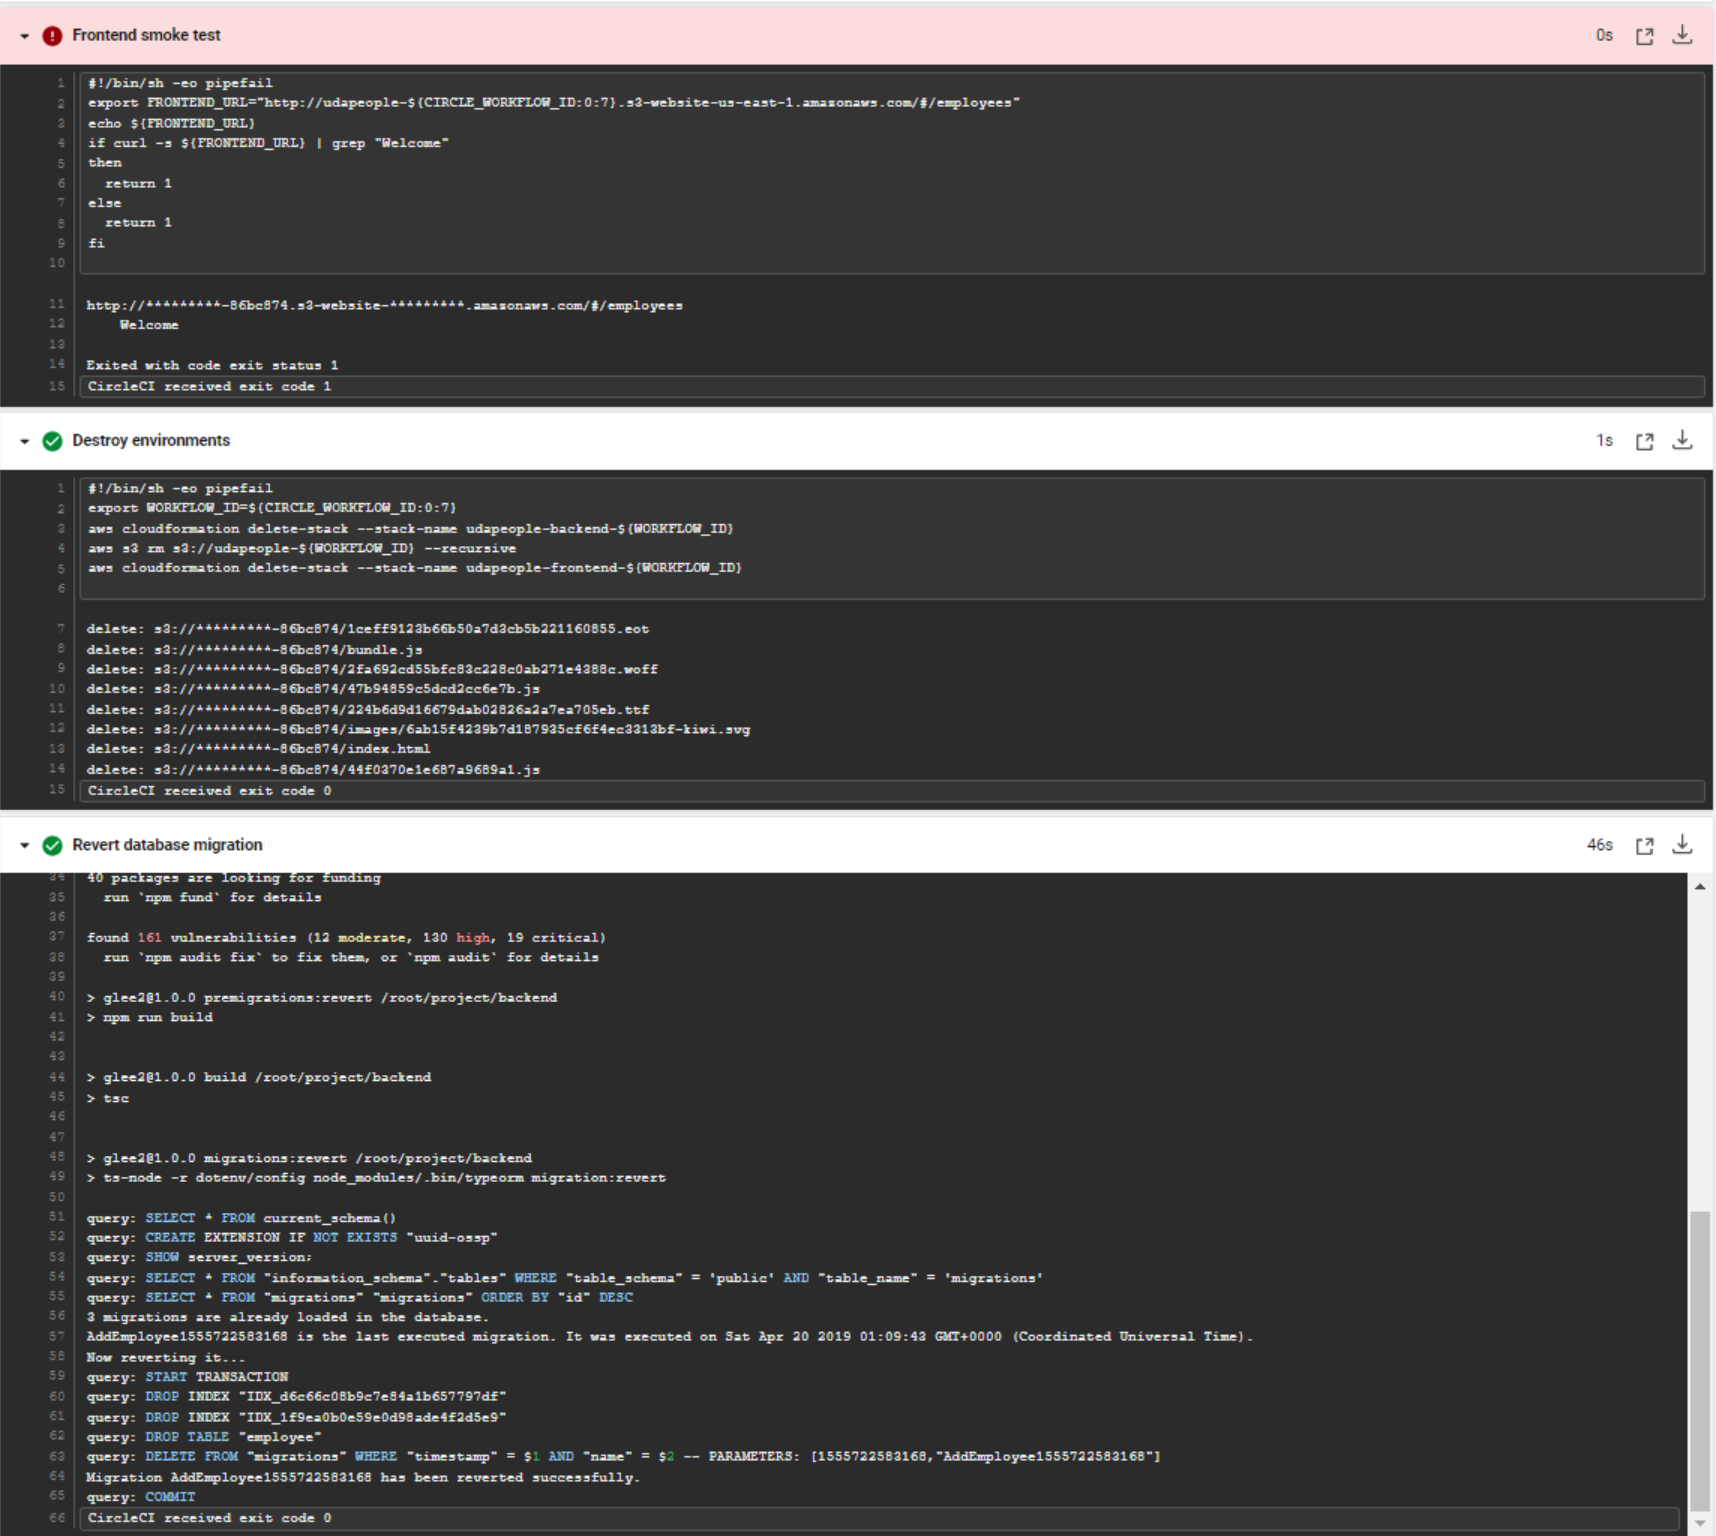 Frontend smoke test 0s
1 #!/bin/sh -eo pipefail
2 export FRONTEND_URL="http://udapeople-${CIRCLE_WORKFLOW_ID:0:7}.s3-website-us-east-1.amazonaws.com/#/employees"
3 echo ${FRONTEND_URL}
4 if curl -s ${FRONTEND_URL} | grep "Welcome"
5 then
6 return 1
7 else
8 return 1
9 fi
10
11 http://*********-86bc874.s3-website-*********.amazonaws.com/#/employees
12 Welcome
13
14 Exited with code exit status 1
15 CircleCI received exit code 1
Destroy environments 1s
1 #!/bin/sh -eo pipefail
2 export WORKFLOW_ID=${CIRCLE_WORKFLOW_ID:0:7}
3 aws cloudformation delete-stack --stack-name udapeople-backend-${WORKFLOW_ID}
4 aws s3 rm s3://udapeople-${WORKFLOW_ID} --recursive
5 aws cloudformation delete-stack --stack-name udapeople-frontend-${WORKFLOW_ID}
6
7 delete: s3://*********-86bc874/1ceff9123b66b50a7d3cb5b221160855.eot
8 delete: s3://*********-86bc874/bundle.js
9 delete: s3://*********-86bc874/2fa692cd55bfc83c228c0ab271e4388c.woff
10 delete: s3://*********-86bc874/47b94859c5dcd2cc6e7b.js
11 delete: s3://*********-86bc874/224b6d9d16679dab02826a2a7ea705eb.ttf
12 delete: s3://*********-86bc874/images/6ab15f4239b7d187935cf6f4ec3313bf-kiwi.svg
13 delete: s3://*********-86bc874/index.html
14 delete: s3://*********-86bc874/44f0370e1e687a9689a1.js
15 CircleCI received exit code 0
Revert database migration 46s
34 40 packages are looking for funding
35 run `npm fund` for details
36
37 found 161 vulnerabilities (12 moderate, 130 high, 19 critical)
38 run `npm audit fix` to fix them, or `npm audit` for details
39
40 > glee2@1.0.0 premigrations:revert /root/project/backend
41 > npm run build
42
43
44 > glee2@1.0.0 build /root/project/backend
45 > tsc
46
47
48 > glee2@1.0.0 migrations:revert /root/project/backend
49 > ts-node -r dotenv/config node_modules/.bin/typeorm migration:revert
50
51 query: SELECT * FROM current_schema()
52 query: CREATE EXTENSION IF NOT EXISTS "uuid-ossp"
53 query: SHOW server_version;
54 query: SELECT * FROM "information_schema"."tables" WHERE "table_schema" = 'public' AND "table_name" = 'migrations'
55 query: SELECT * FROM "migrations" "migrations" ORDER BY "id" DESC
56 3 migrations are already loaded in the database.
57 AddEmployee1555722583168 is the last executed migration. It was executed on Sat Apr 20 2019 01:09:43 GMT+0000 (Coordinated Universal Time).
58 Now reverting it...
59 query: START TRANSACTION
60 query: DROP INDEX "IDX_d6c66c08b9c7e84a1b657797df"
61 query: DROP INDEX "IDX_1f9ea0b0e59e0d98ade4f2d5e9"
62 query: DROP TABLE "employee"
63 query: DELETE FROM "migrations" WHERE "timestamp" = $1 AND "name" = $2 -- PARAMETERS: [1555722583168,"AddEmployee1555722583168"]
64 Migration AddEmployee1555722583168 has been reverted successfully.
65 query: COMMIT
66 CircleCI received exit code 0